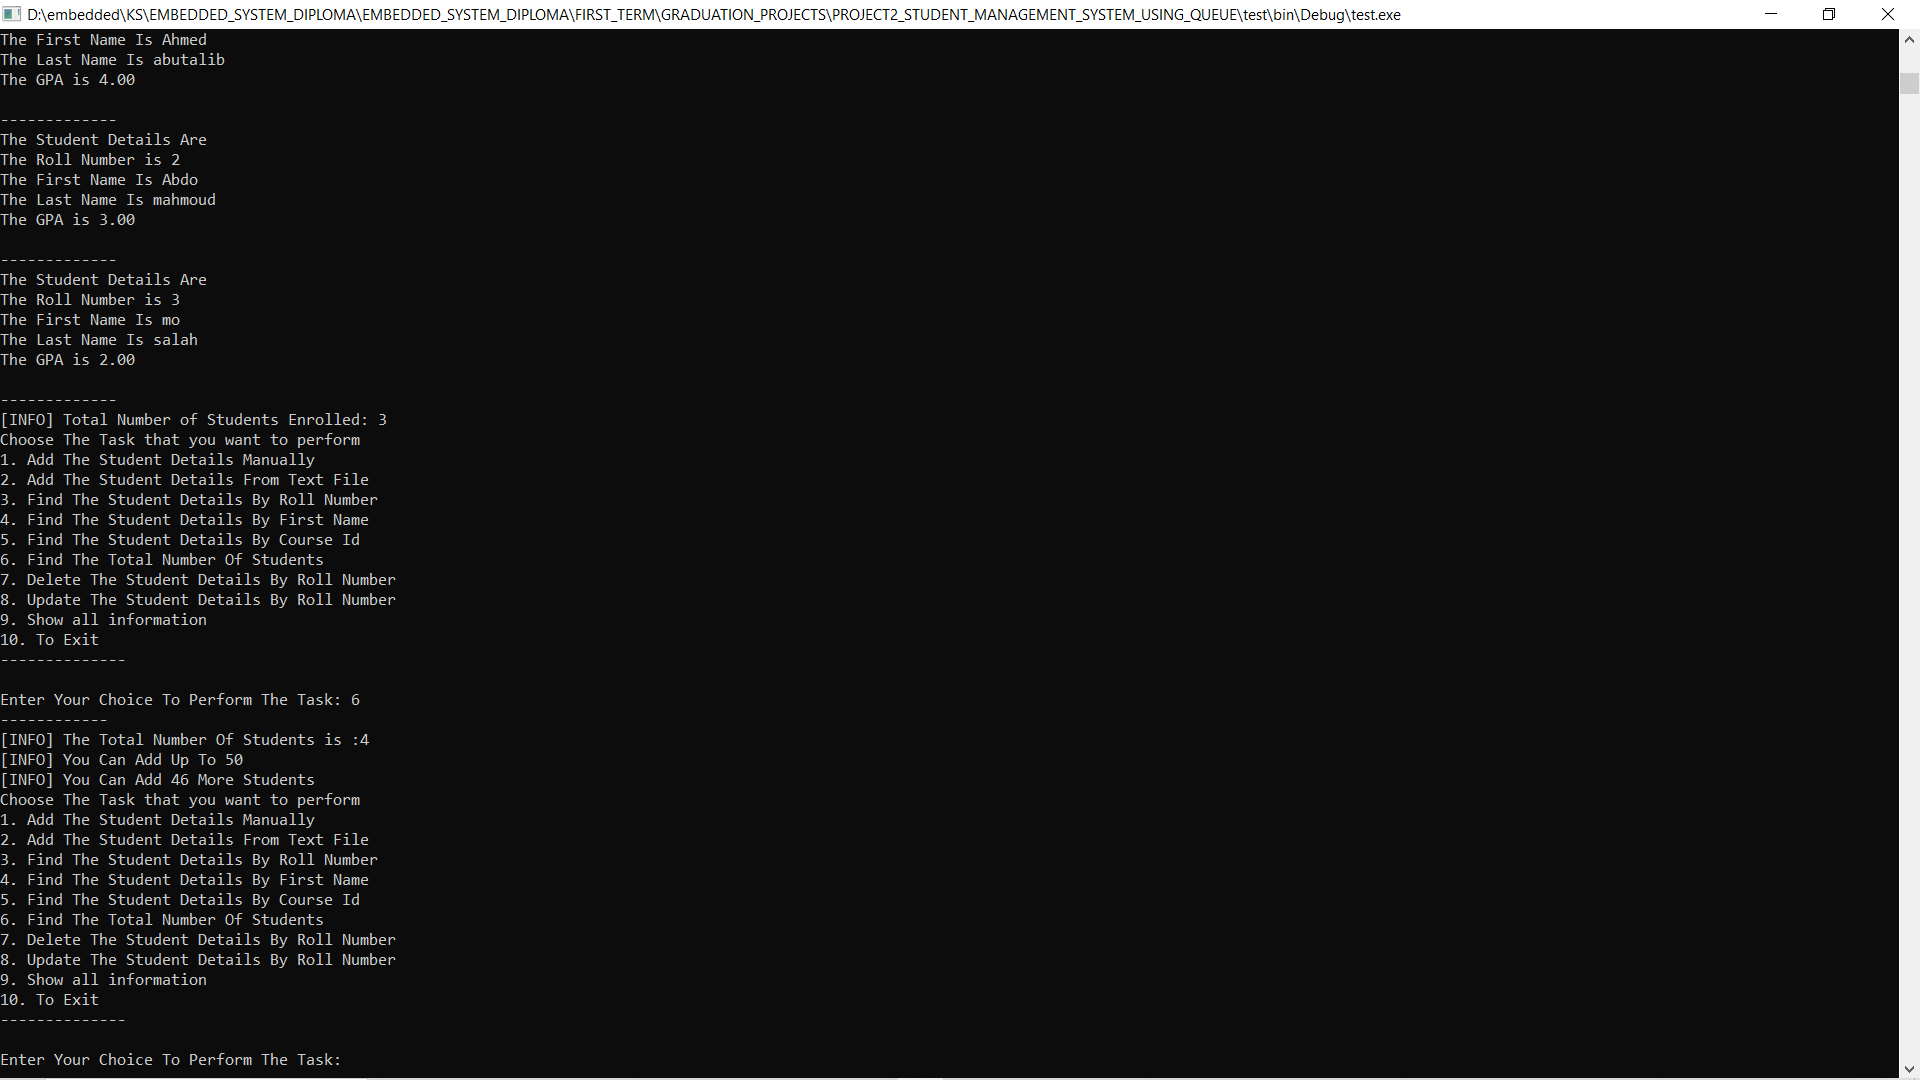 D:\embedded\KS\EMBEDDED_SYSTEM_DIPLOMA\EMBEDDED_SYSTEM_DIPLOMA\FIRST_TERM\GRADUATION_PROJECTS\PROJECT2_STUDENT_MANAGEMENT_SYSTEM_USING_QUEUE\test\bin\Debug\test.exe
The First Name Is Ahmed
The Last Name Is abutalib
The GPA is 4.00
-------------
The Student Details Are
The Roll Number is 2
The First Name Is Abdo
The Last Name Is mahmoud
The GPA is 3.00
-------------
The Student Details Are
The Roll Number is 3
The First Name Is mo
The Last Name Is salah
The GPA is 2.00
-------------
[INFO] Total Number of Students Enrolled: 3
Choose The Task that you want to perform
1. Add The Student Details Manually
2. Add The Student Details From Text File
3. Find The Student Details By Roll Number
4. Find The Student Details By First Name
5. Find The Student Details By Course Id
6. Find The Total Number Of Students
7. Delete The Student Details By Roll Number
8. Update The Student Details By Roll Number
9. Show all information
10. To Exit
--------------
Enter Your Choice To Perform The Task: 6
------------
[INFO] The Total Number Of Students is :4
[INFO] You Can Add Up To 50
[INFO] You Can Add 46 More Students
Choose The Task that you want to perform
1. Add The Student Details Manually
2. Add The Student Details From Text File
3. Find The Student Details By Roll Number
4. Find The Student Details By First Name
5. Find The Student Details By Course Id
6. Find The Total Number Of Students
7. Delete The Student Details By Roll Number
8. Update The Student Details By Roll Number
9. Show all information
10. To Exit
--------------
Enter Your Choice To Perform The Task: